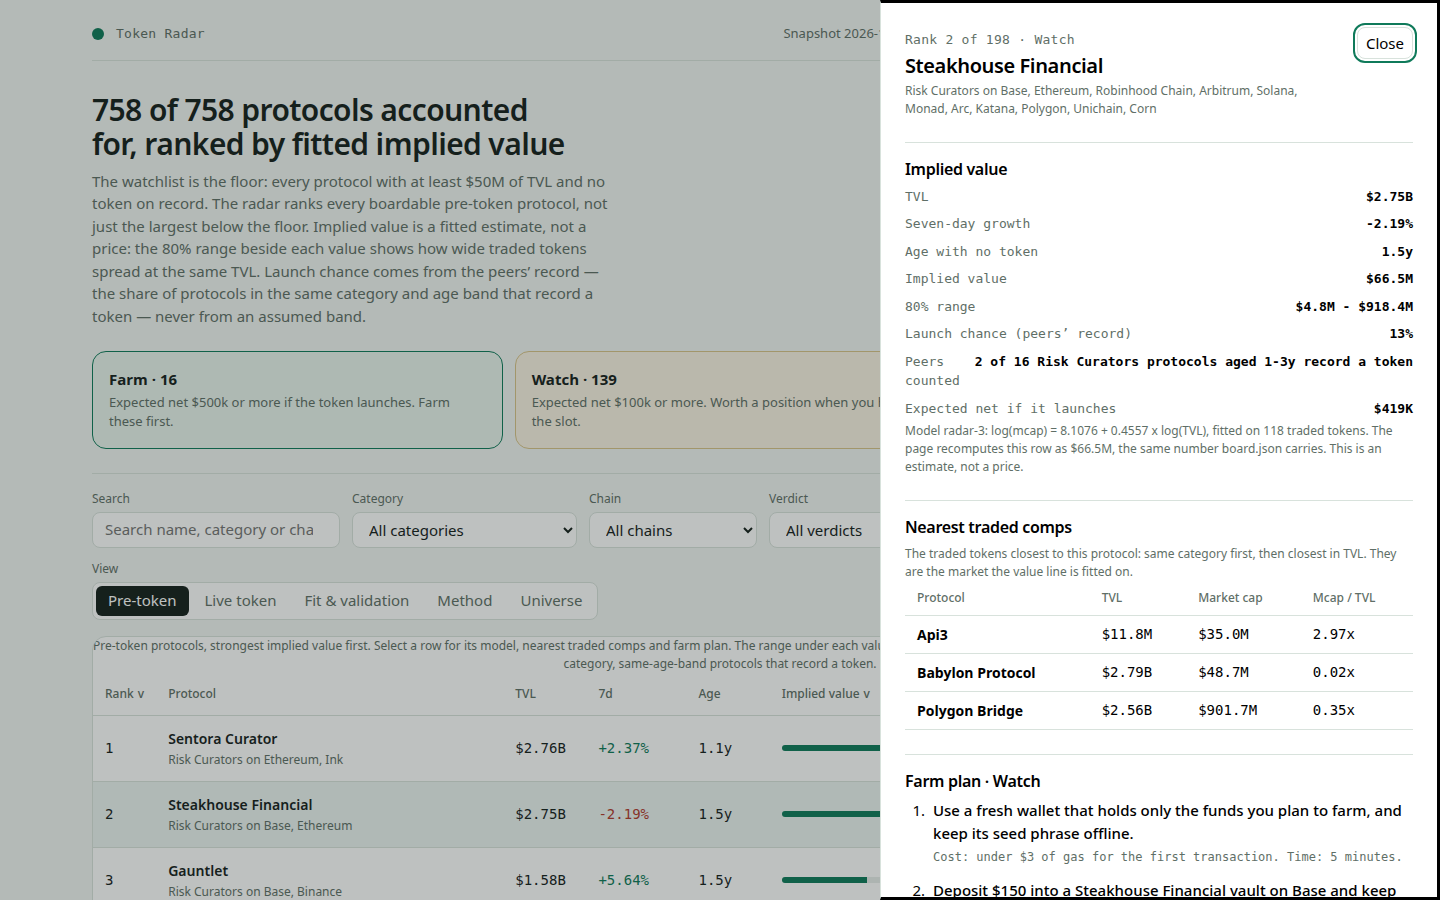 Token Radar
Snapshot 2026-
758 of 758 protocols accounted
for, ranked by fitted implied value
The watchlist is the floor: every protocol with at least $50M of TVL and no
token on record. The radar ranks every boardable pre-token protocol, not
just the largest below the floor. Implied value is a fitted estimate, not a
price: the 80% range beside each value shows how wide traded tokens
spread at the same TVL. Launch chance comes from the peers’ record —
the share of protocols in the same category and age band that record a
token — never from an assumed band.
Farm · 16
Expected net $500k or more if the token launches. Farm
these first.
Watch · 139
Expected net $100k or more. Worth a position when you
the slot.
Search
Category
Chain
Verdict
Search name, category or cha
All categories
All chains
All verdicts
View
Pre-token
Live token
Fit & validation
Method
Universe
Pre-token protocols, strongest implied value first. Select a row for its model, nearest traded comps and farm plan. The range under each
category, same-age-band protocols that record a token.
Rank v
Protocol
TVL
7d
Age
Implied value v
1
Sentora Curator
Risk Curators on Ethereum, Ink
$2.76B
+2.37%
1.1y
2
Steakhouse Financial
Risk Curators on Base, Ethereum
$2.75B
-2.19%
1.5y
3
Gauntlet
Risk Curators on Base, Binance
$1.58B
+5.64%
1.5y
Rank 2 of 198 · Watch
Close
Steakhouse Financial
Risk Curators on Base, Ethereum, Robinhood Chain, Arbitrum, Solana,
Monad, Arc, Katana, Polygon, Unichain, Corn
Implied value
TVL $2.75B
Seven-day growth -2.19%
Age with no token 1.5y
Implied value $66.5M
80% range $4.8M - $918.4M
Launch chance (peers’ record) 13%
Peers counted 2 of 16 Risk Curators protocols aged 1-3y record a token
Expected net if it launches $419K
Model radar-3: log(mcap) = 8.1076 + 0.4557 x log(TVL), fitted on 118 traded tokens. The
page recomputes this row as $66.5M, the same number board.json carries. This is an
estimate, not a price.
Nearest traded comps
The traded tokens closest to this protocol: same category first, then closest in TVL. They
are the market the value line is fitted on.
Protocol TVL Market cap Mcap / TVL
Api3 $11.8M $35.0M 2.97x
Babylon Protocol $2.79B $48.7M 0.02x
Polygon Bridge $2.56B $901.7M 0.35x
Farm plan · Watch
1. Use a fresh wallet that holds only the funds you plan to farm, and
keep its seed phrase offline.
Cost: under $3 of gas for the first transaction. Time: 5 minutes.
2. Deposit $150 into a Steakhouse Financial vault on Base and keep